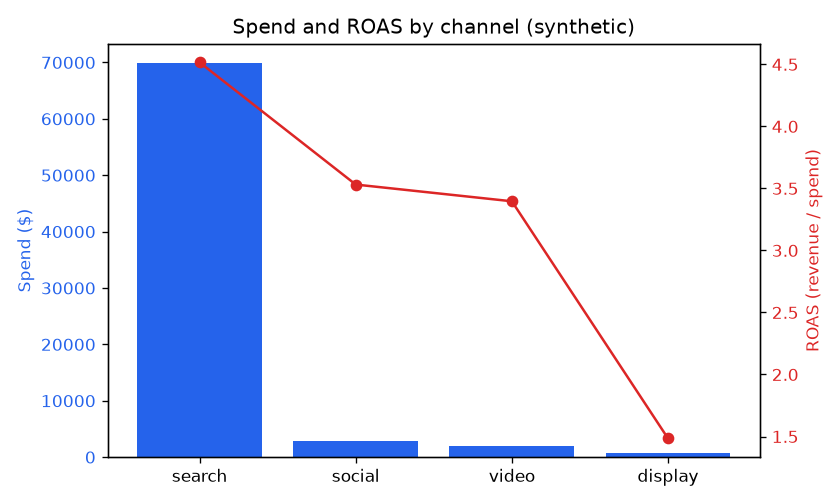 Spend and ROAS by channel (synthetic)
Spend ($)
70000
60000
50000
40000
30000
20000
10000
0
search
social
video
display
4.5
4.0
3.5
3.0
2.5
2.0
1.5
ROAS (revenue / spend)